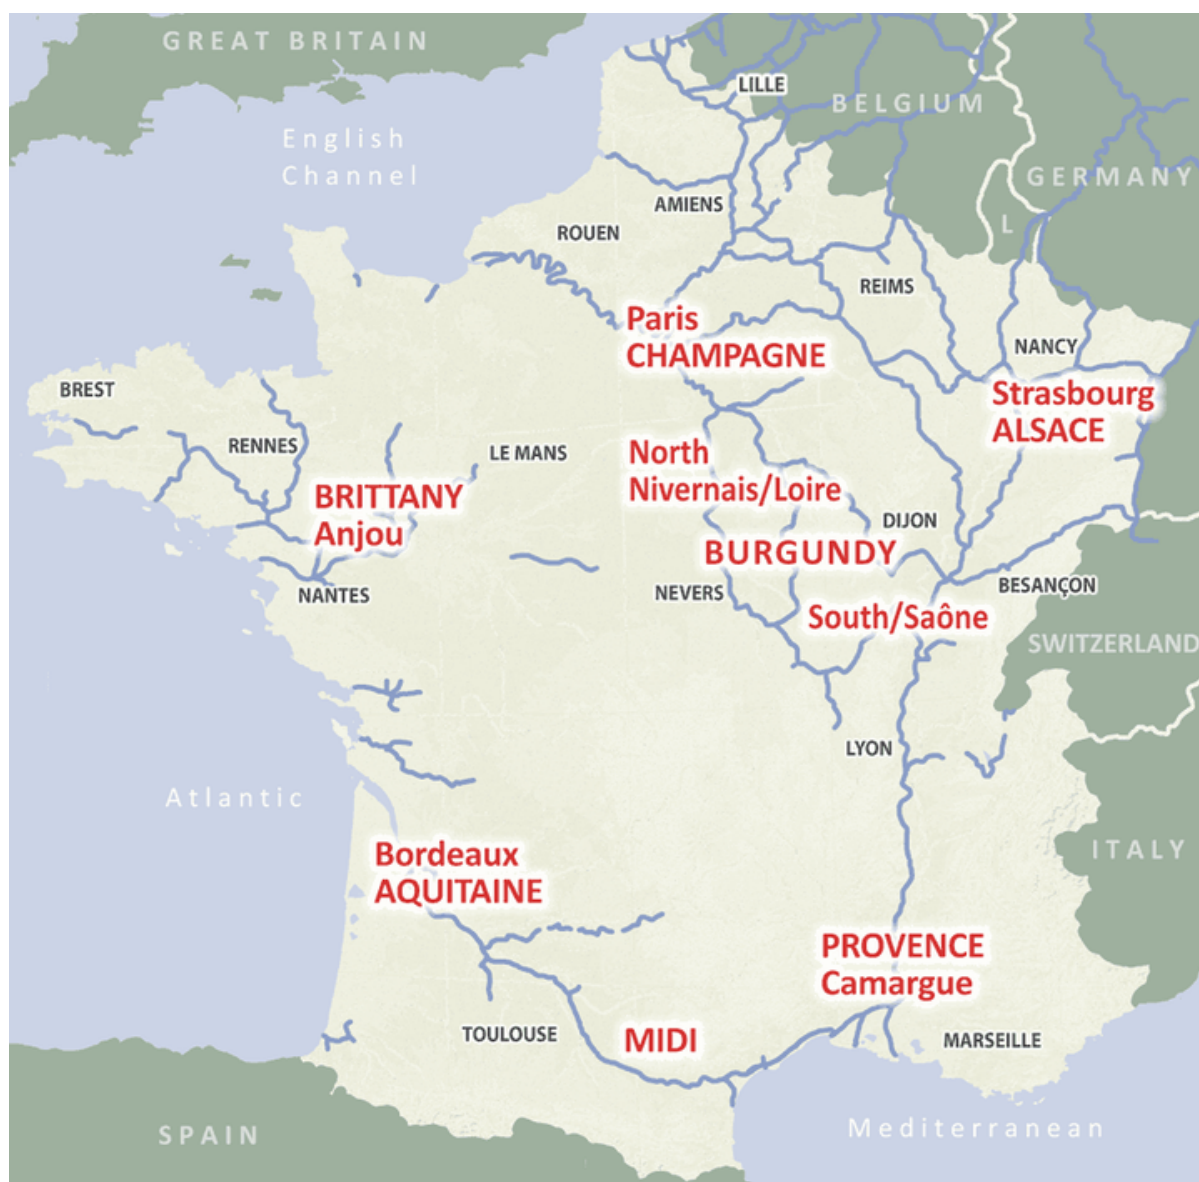 GREAT BRITAIN
LILLE
BELGIUM
English
Channel
GERMANY
AMIENS
L
ROUEN
REIMS
Paris
CHAMPAGNE
NANCY
BREST
Strasbourg
ALSACE
RENNES
LE MANS
North
Nivernais/Loire
BRITTANY
Anjou
DIJON
BURGUNDY
BESANÇON
NANTES
NEVERS
South/Saône
SWITZERLAND
LYON
Atlantic
ITALY
Bordeaux
AQUITAINE
PROVENCE
Camargue
TOULOUSE
MIDI
MARSEILLE
Mediterranean
SPAIN